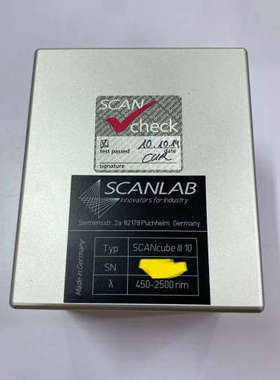 SCAN
check
test passed 10.10.14 date
signature
SCANLAB
Innovators for Industry
Siemensstr. 2a 82178 Puchheim Germany
Made in Germany
Typ SCANcube III 10
SN
λ 450-2500 nm